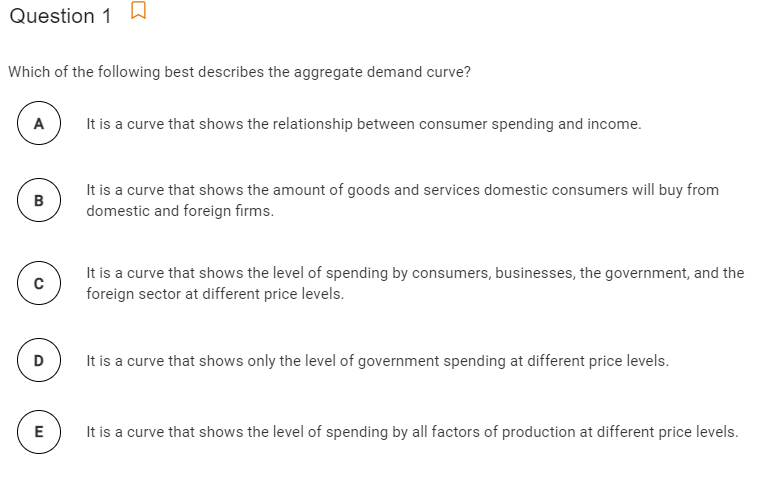 Question 1
Which of the following best describes the aggregate demand curve?
A It is a curve that shows the relationship between consumer spending and income.
B It is a curve that shows the amount of goods and services domestic consumers will buy from
domestic and foreign firms.
C It is a curve that shows the level of spending by consumers, businesses, the government, and the
foreign sector at different price levels.
D It is a curve that shows only the level of government spending at different price levels.
E It is a curve that shows the level of spending by all factors of production at different price levels.